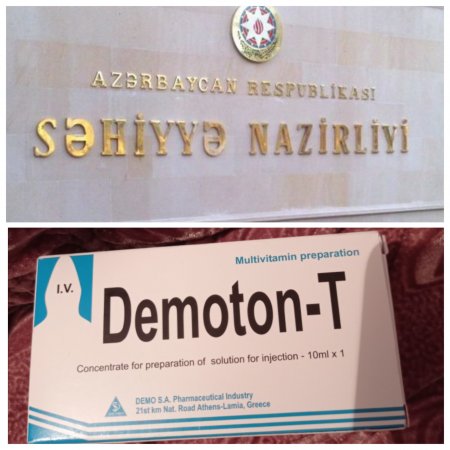 AZƏRBAYCAN RESPUBLİKASI
SƏHİYYƏ NAZİRLİYİ
Multivitamin preparation
I.V.
Demoton-T
Concentrate for preparation of solution for injection - 10ml x 1
DEMO S.A. Pharmaceutical Industry
21st km Nat. Road Athens-Lamia, Greece